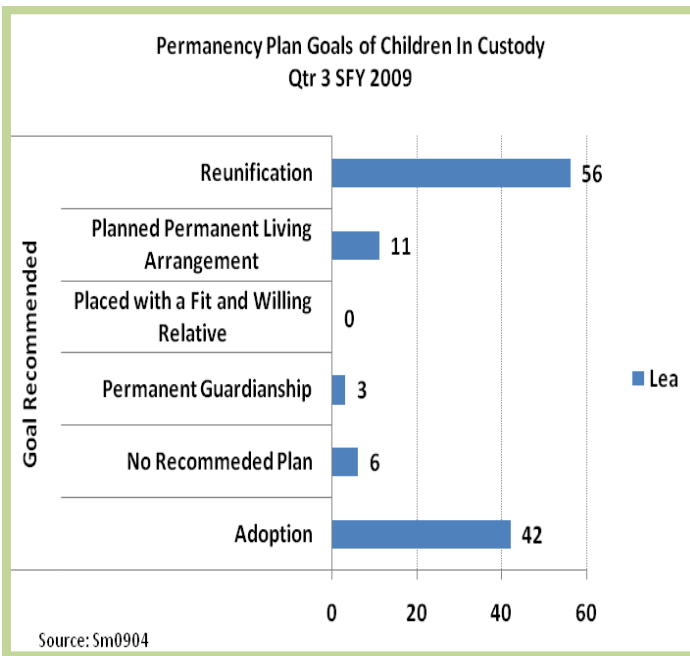 Permanency Plan Goals of Children In Custody
Qtr 3 SFY 2009
Goal Recommended
Reunification
56
Planned Permanent Living
Arrangement
11
Placed with a Fit and Willing
Relative
0
Permanent Guardianship
3
No Recommeded Plan
6
Adoption
42
Lea
0
20
40
60
Source: Sm0904